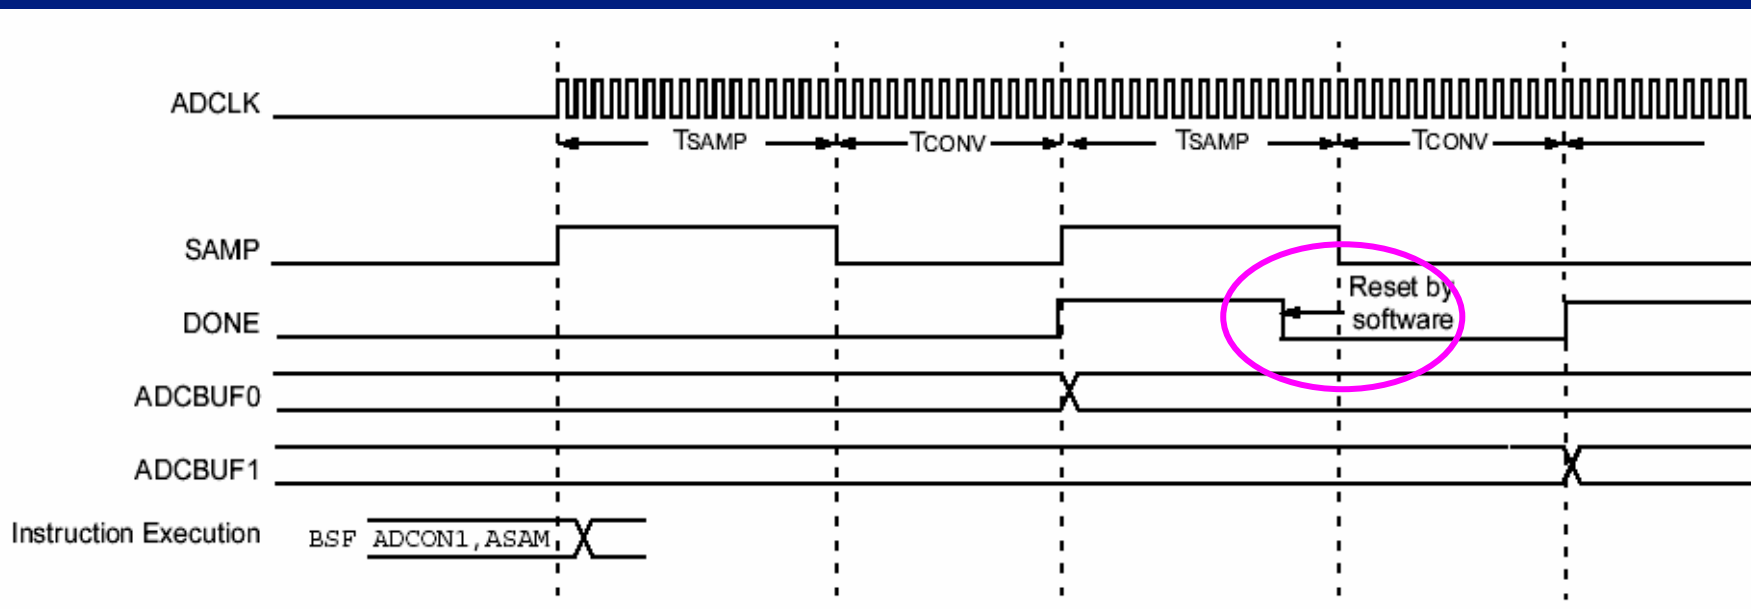 ADCLK
TSAMP TCONV TSAMP TCONV
SAMP
Reset by
software
DONE
ADCBUF0
ADCBUF1
Instruction Execution BSF ADCON1,ASAM